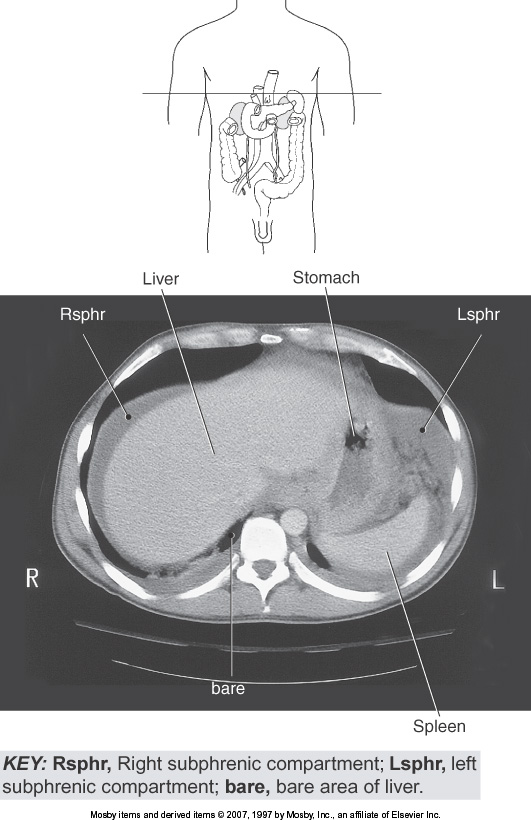 Liver
Stomach
Rsphr
Lsphr
R
L
bare
Spleen
KEY: Rsphr, Right subphrenic compartment; Lsphr, left
subphrenic compartment; bare, bare area of liver.
Mosby items and derived items © 2007, 1997 by Mosby, Inc., an affiliate of Elsevier Inc.